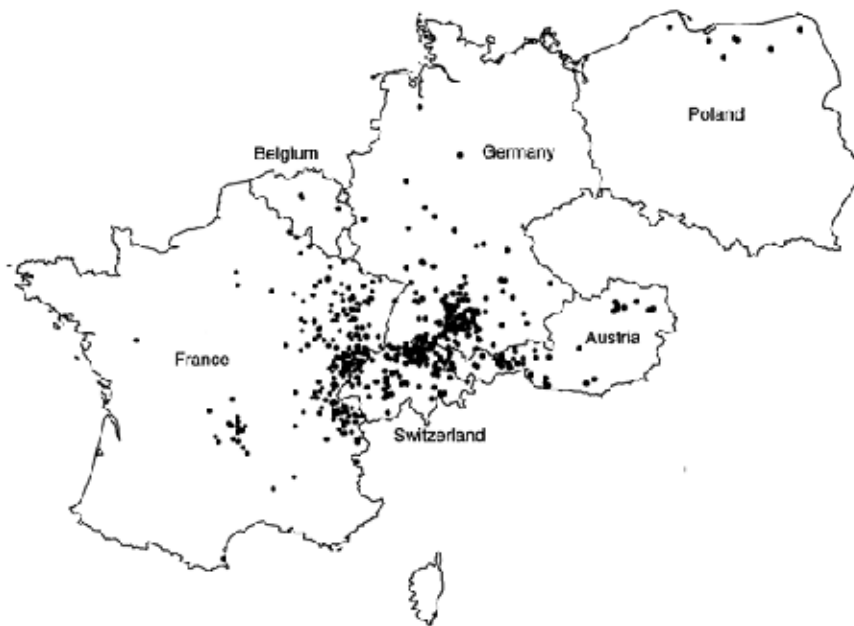 Poland
Belgium
Germany
France
Austria
Switzerland